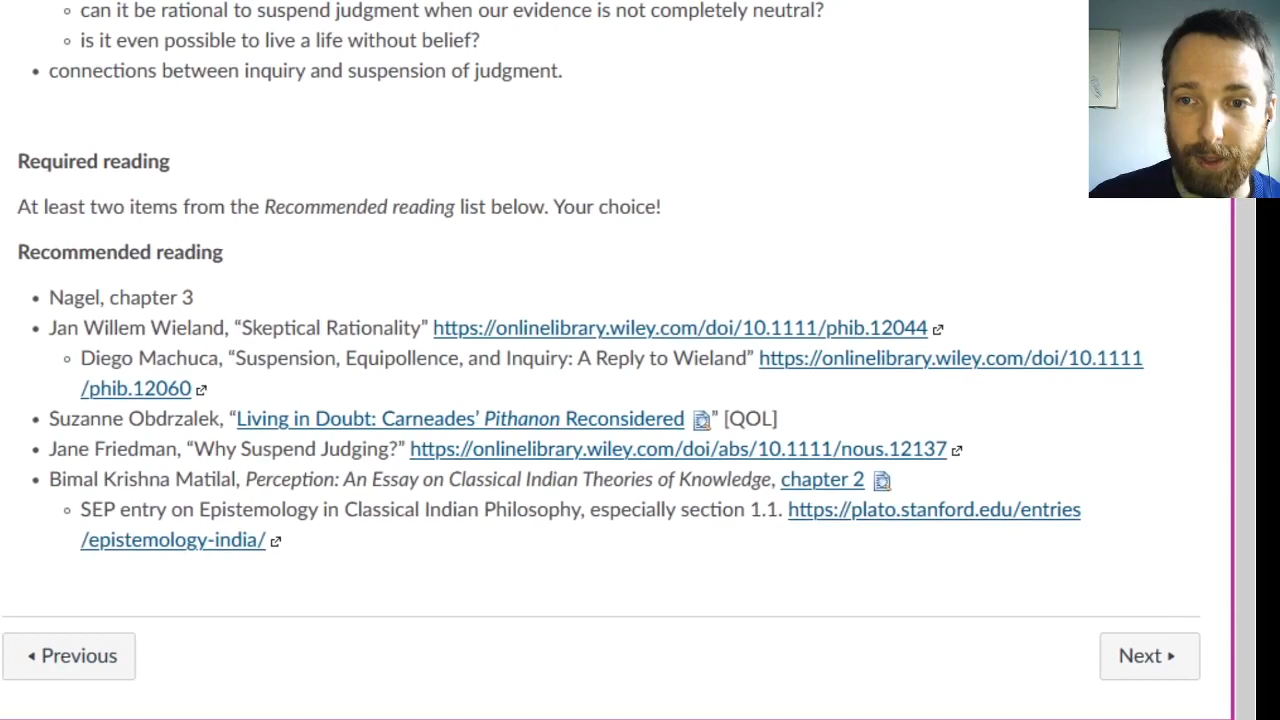 can it be rational to suspend judgment when our evidence is not completely neutral?
is it even possible to live a life without belief?
connections between inquiry and suspension of judgment.
Required reading
At least two items from the Recommended reading list below. Your choice!
Recommended reading
Nagel, chapter 3
Jan Willem Wieland, “Skeptical Rationality” https://onlinelibrary.wiley.com/doi/10.1111/phib.12044
Diego Machuca, “Suspension, Equipollence, and Inquiry: A Reply to Wieland” https://onlinelibrary.wiley.com/doi/10.1111
/phib.12060
Suzanne Obdrzalek, “Living in Doubt: Carneades’ Pithanon Reconsidered ” [QOL]
Jane Friedman, “Why Suspend Judging?” https://onlinelibrary.wiley.com/doi/abs/10.1111/nous.12137
Bimal Krishna Matilal, Perception: An Essay on Classical Indian Theories of Knowledge, chapter 2
SEP entry on Epistemology in Classical Indian Philosophy, especially section 1.1. https://plato.stanford.edu/entries
/epistemology-india/
Previous
Next